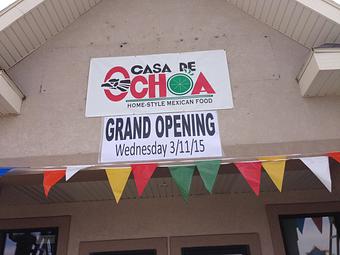 CASA DE
OCHOA
HOME-STYLE MEXICAN FOOD
GRAND OPENING
Wednesday 3/11/15